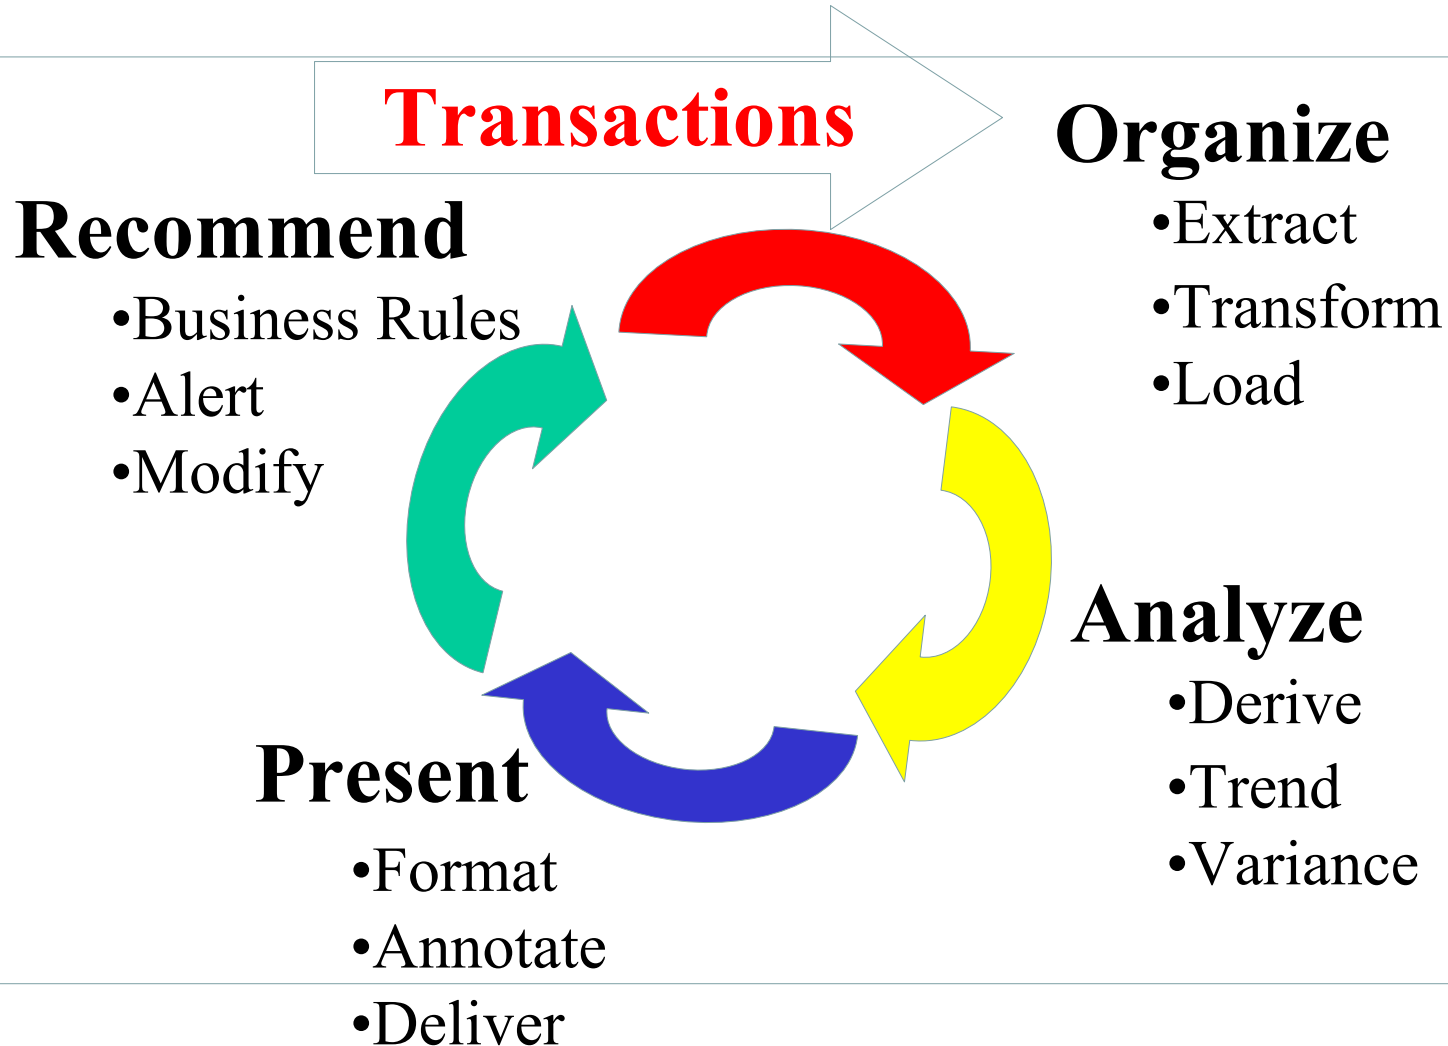 Transactions
Organize
•Extract
•Transform
•Load
Recommend
•Business Rules
•Alert
•Modify
Analyze
•Derive
•Trend
•Variance
Present
•Format
•Annotate
•Deliver